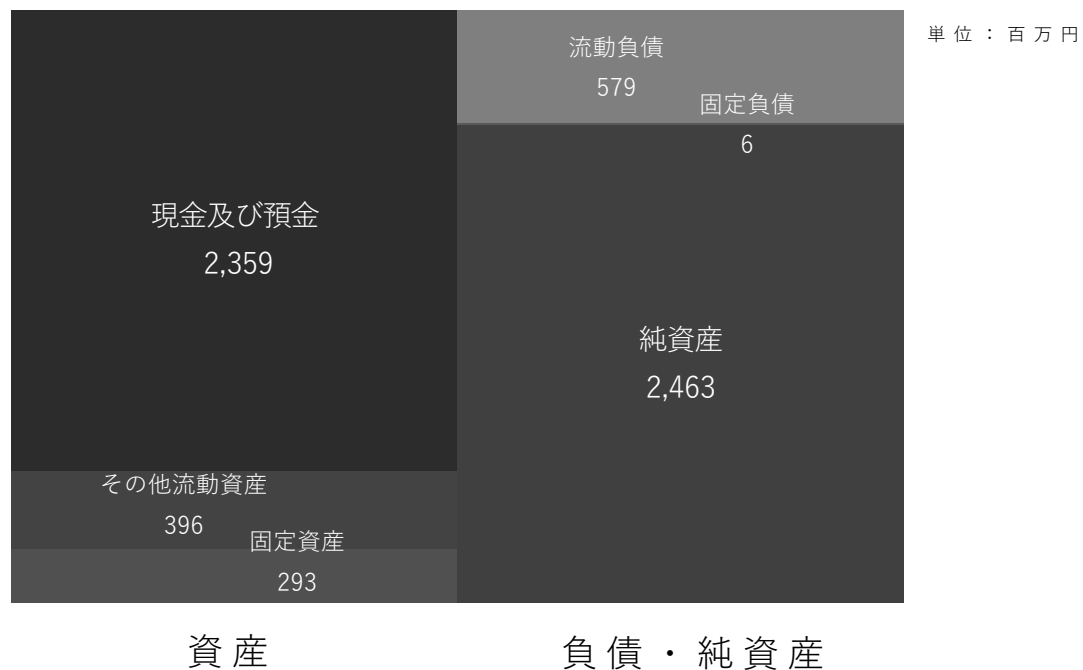 単位：百万円
現金及び預金
2,359
その他流動資産
396
固定資産
293
流動負債
579
固定負債
6
純資産
2,463
資産
負債・純資産